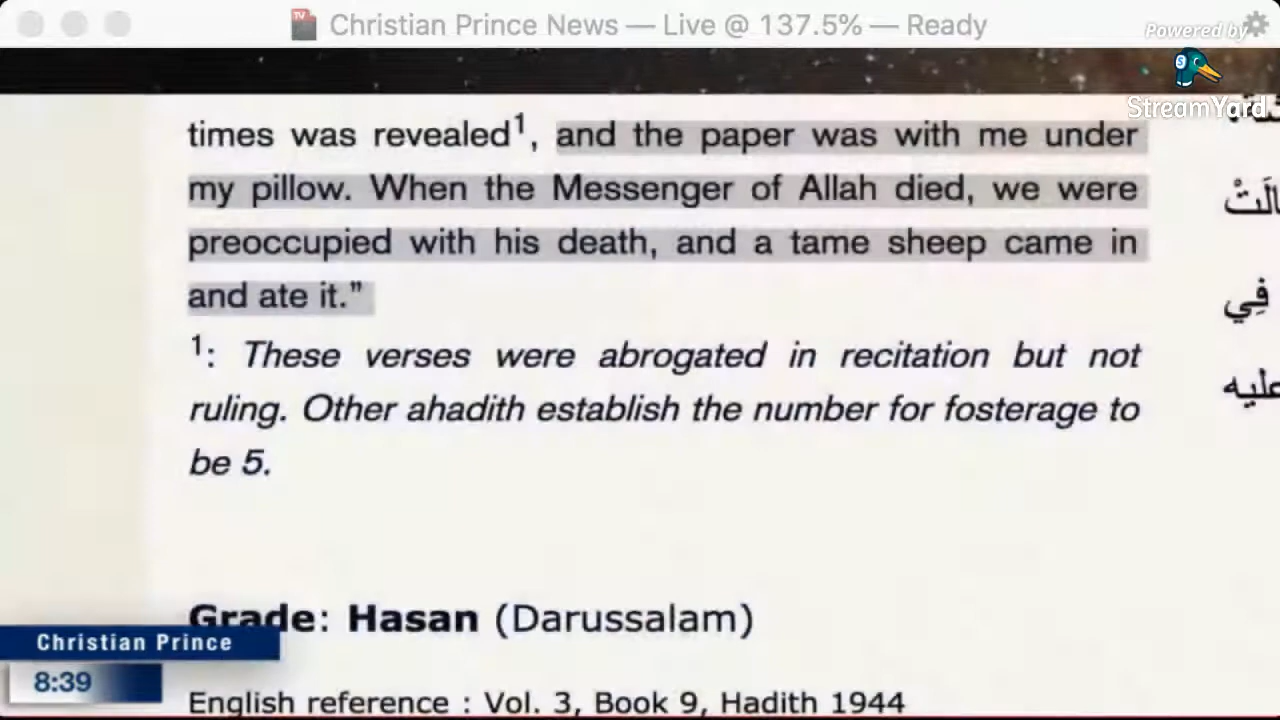 Christian Prince News — Live @ 137.5% — Ready
Powered by
StreamYard
times was revealed¹, and the paper was with me under
my pillow. When the Messenger of Allah died, we were
preoccupied with his death, and a tame sheep came in
and ate it.”
¹: These verses were abrogated in recitation but not
ruling. Other ahadith establish the number for fosterage to
be 5.
فِي
عليه
Grade: Hasan (Darussalam)
Christian Prince
8:39
English reference : Vol. 3, Book 9, Hadith 1944